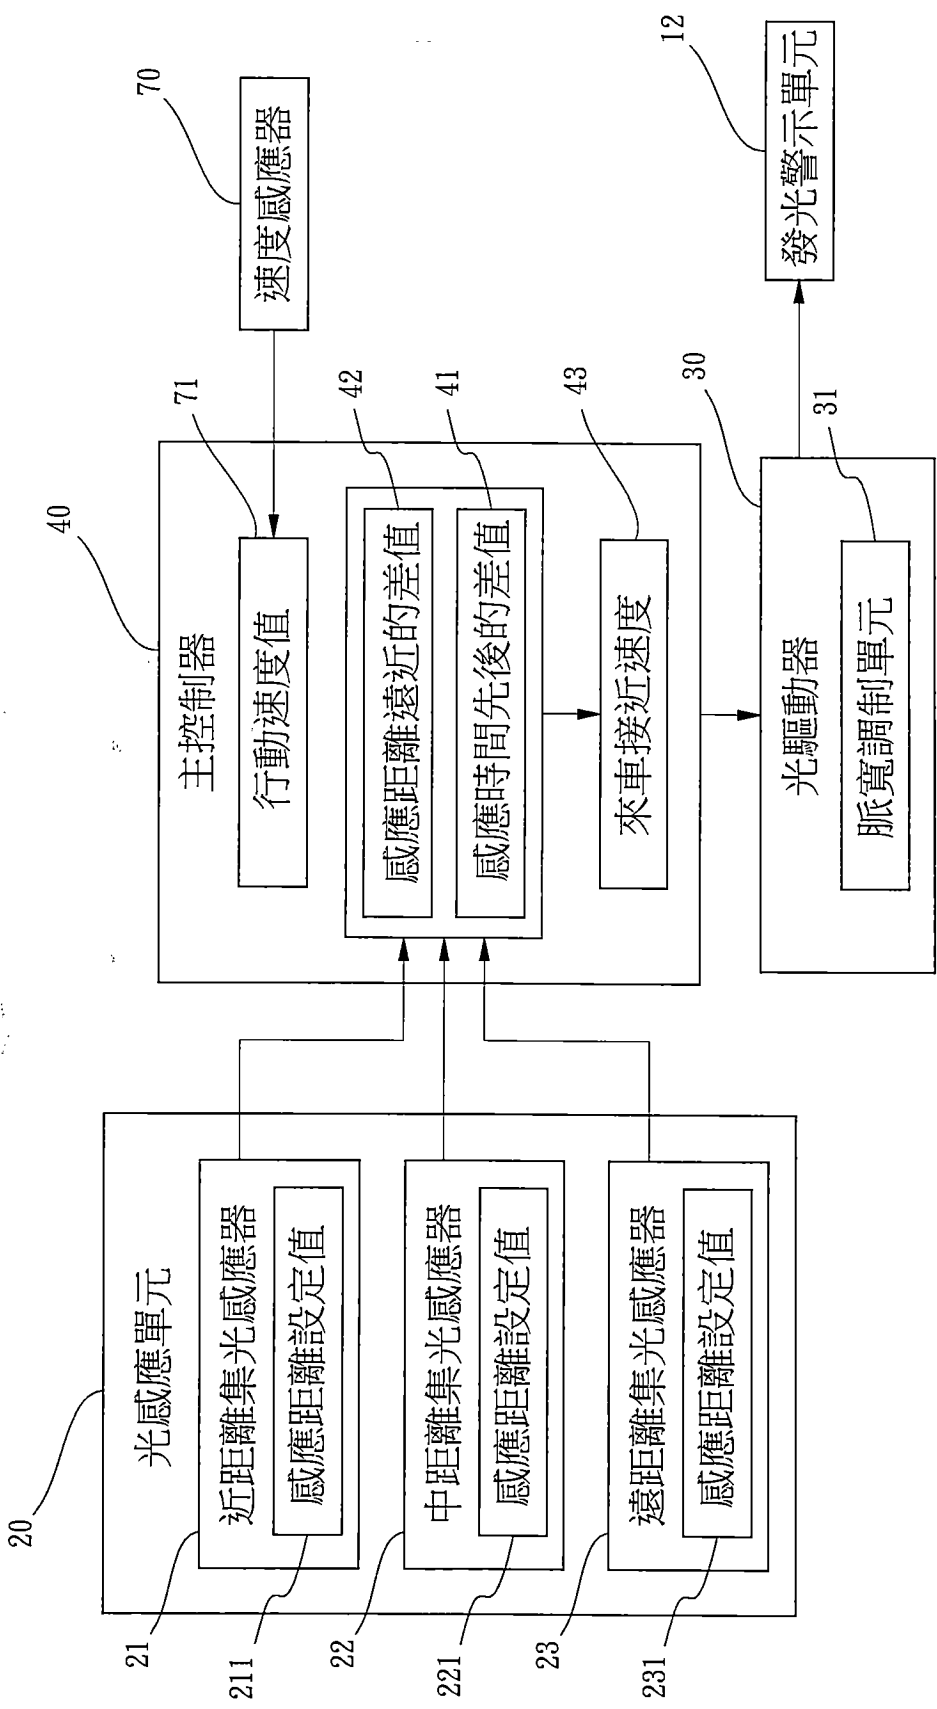 20
光感應單元
21
近距離集光感應器
211
感應距離設定值
22
中距離集光感應器
221
感應距離設定值
23
遠距離集光感應器
231
感應距離設定值
40
主控制器
71
行動速度值
70
速度感應器
42
感應距離遠近的差值
41
感應時間先後的差值
43
來車接近速度
30
光驅動器
31
脈寬調制單元
12
發光警示單元